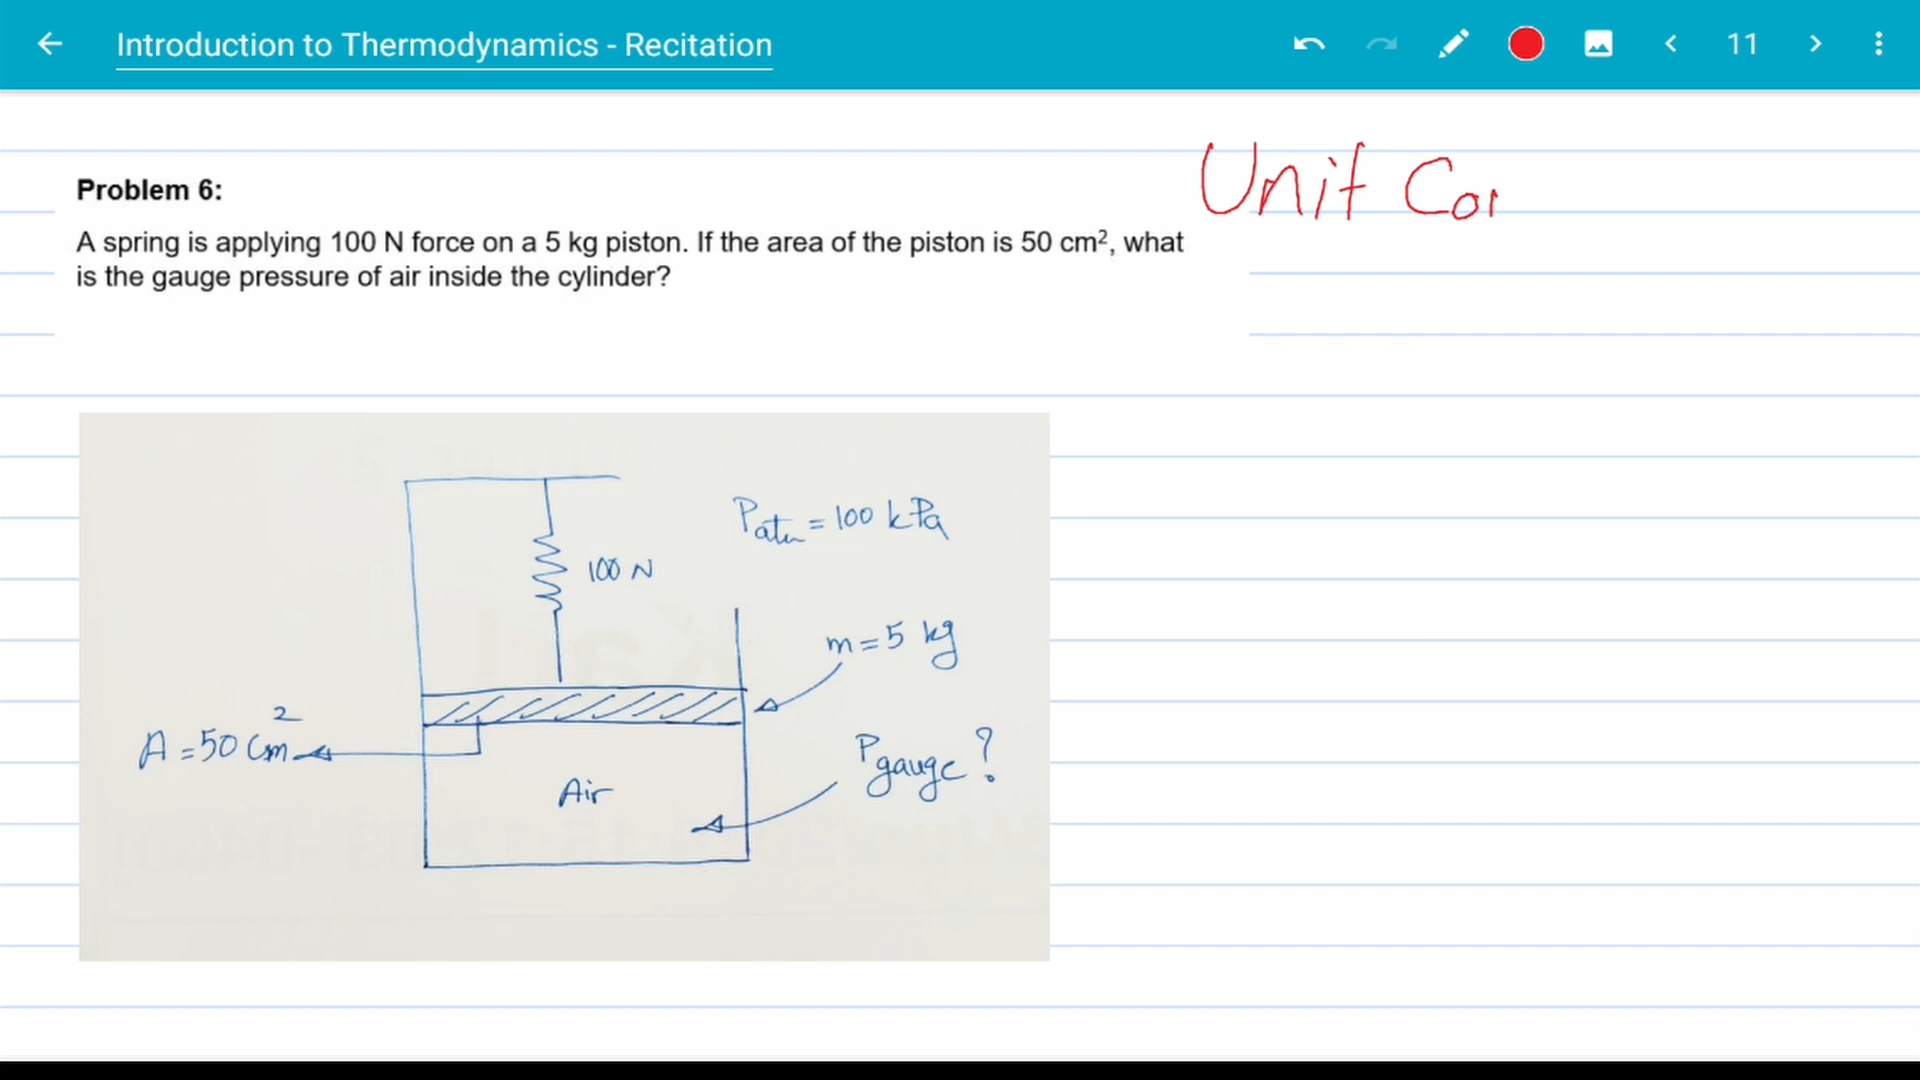 Introduction to Thermodynamics - Recitation
11
Unit Con
Problem 6:
A spring is applying 100 N force on a 5 kg piston. If the area of the piston is 50 cm², what
is the gauge pressure of air inside the cylinder?
Patm = 100 kPa
100 N
m = 5 kg
A = 50 cm²
Pgauge ?
Air